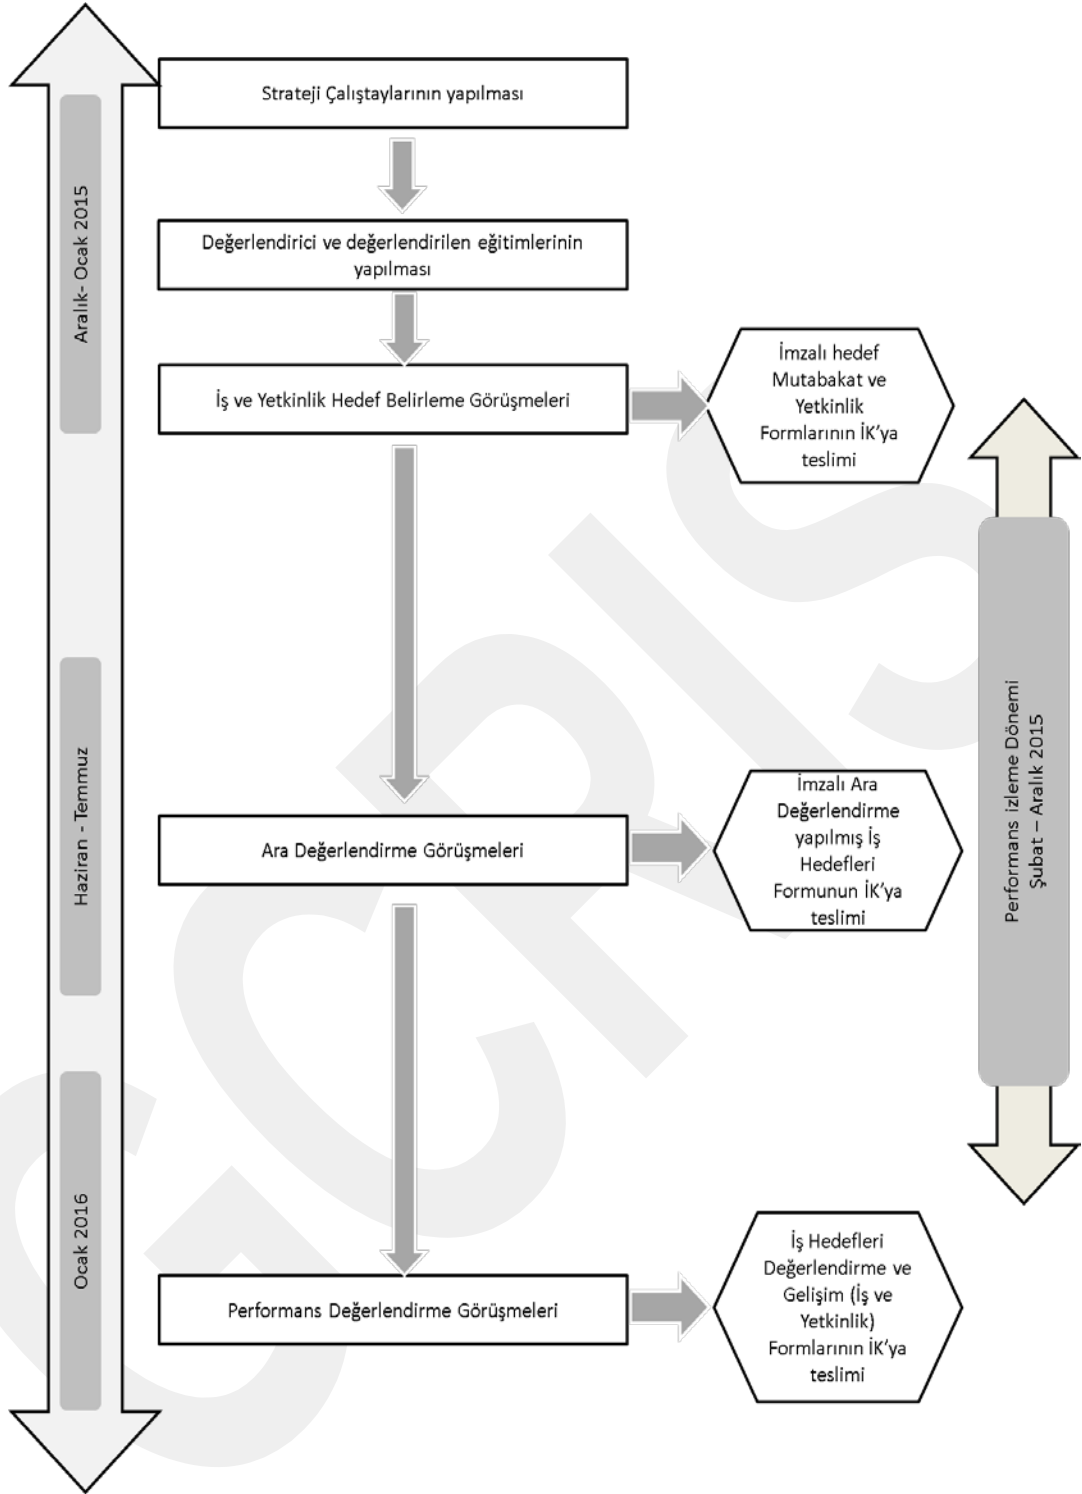 Strateji Çalıştaylarının yapılması
Aralık- Ocak 2015
Değerlendirici ve değerlendirilen eğitimlerinin
yapılması
İş ve Yetkinlik Hedef Belirleme Görüşmeleri
İmzalı hedef
Mutabakat ve
Yetkinlik
Formlarının İK'ya
teslimi
Haziran - Temmuz
Ara Değerlendirme Görüşmeleri
İmzalı Ara
Değerlendirme
yapılmış İş
Hedefleri
Formunun İK'ya
teslimi
Performans izleme Dönemi
Şubat – Aralık 2015
Ocak 2016
Performans Değerlendirme Görüşmeleri
İş Hedefleri
Değerlendirme ve
Gelişim (İş ve
Yetkinlik)
Formlarının İK'ya
teslimi
GCRIS